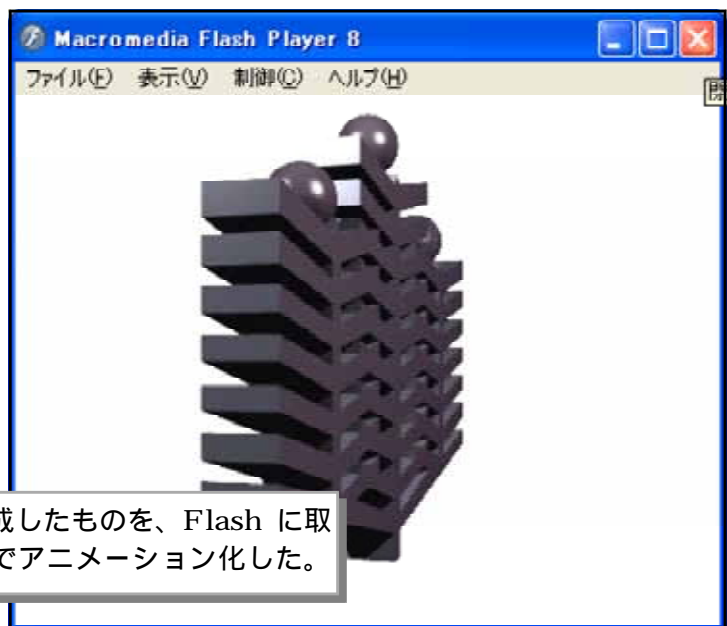 Macromedia Flash Player 8
ファイル(F) 表示(V) 制御(C) ヘルプ(H)
閉
成したものを、Flash に取
でアニメーション化した。